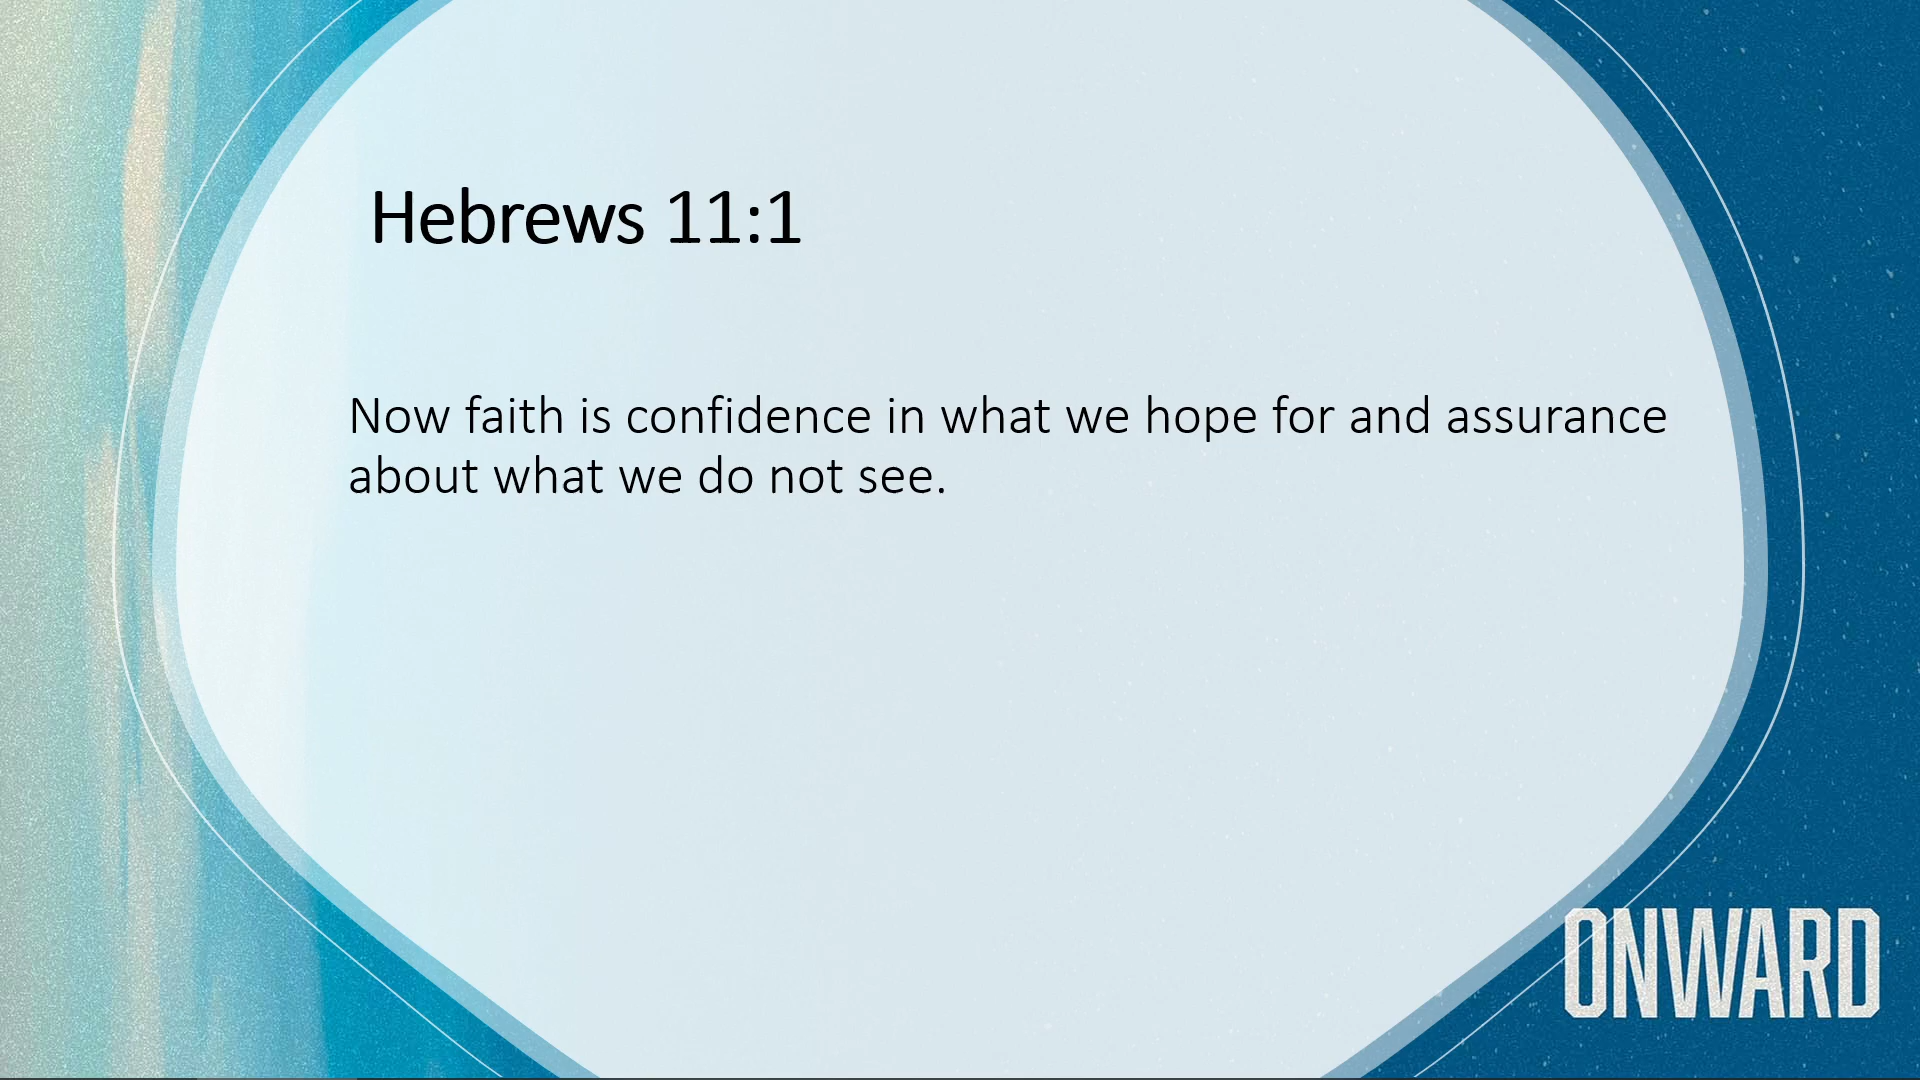 Hebrews 11:1
Now faith is confidence in what we hope for and assurance
about what we do not see.
ONWARD